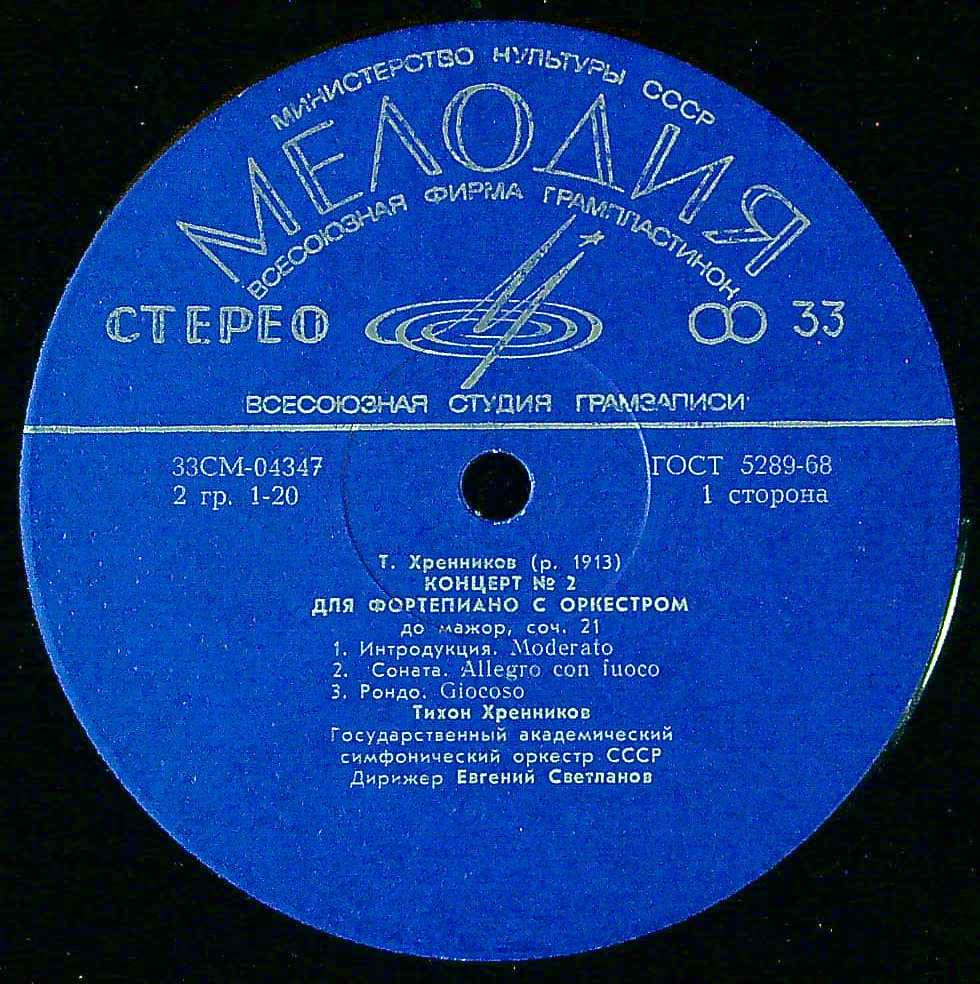 МИНИСТЕРСТВО КУЛЬТУРЫ СССР
МЕЛОДИЯ
ВСЕСОЮЗНАЯ ФИРМА ГРАМПЛАСТИНОК
СТЕРЕО
33
ВСЕСОЮЗНАЯ СТУДИЯ ГРАМЗАПИСИ
33СМ-04347
ГОСТ 5289-68
2 гр. 1-20
1 сторона
Т. Хренников (р. 1913)
КОНЦЕРТ № 2
ДЛЯ ФОРТЕПИАНО С ОРКЕСТРОМ
до мажор, соч. 21
1. Интродукция. Moderato
2. Соната. Allegro con fuoco
3. Рондо. Giocoso
Тихон Хренников
Государственный академический
симфонический оркестр СССР
Дирижер Евгений Светланов